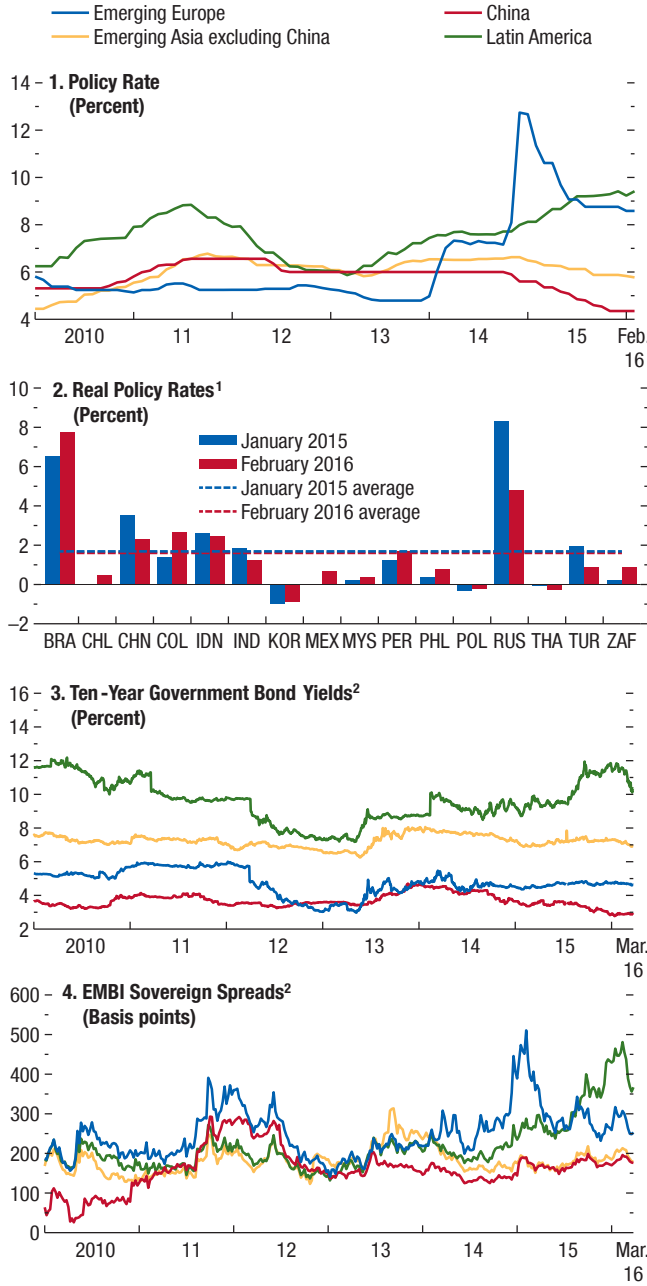 Emerging Europe
China
Emerging Asia excluding China
Latin America
1. Policy Rate
(Percent)
14
12
10
8
6
4
2010 11 12 13 14 15 Feb.
16
2. Real Policy Rates¹
(Percent)
10
8
6
4
2
0
–2
January 2015
February 2016
January 2015 average
February 2016 average
BRA CHL CHN COL IDN IND KOR MEX MYS PER PHL POL RUS THA TUR ZAF
3. Ten-Year Government Bond Yields²
(Percent)
16
14
12
10
8
6
4
2
2010 11 12 13 14 15 Mar.
16
4. EMBI Sovereign Spreads²
(Basis points)
600
500
400
300
200
100
0
2010 11 12 13 14 15 Mar.
16